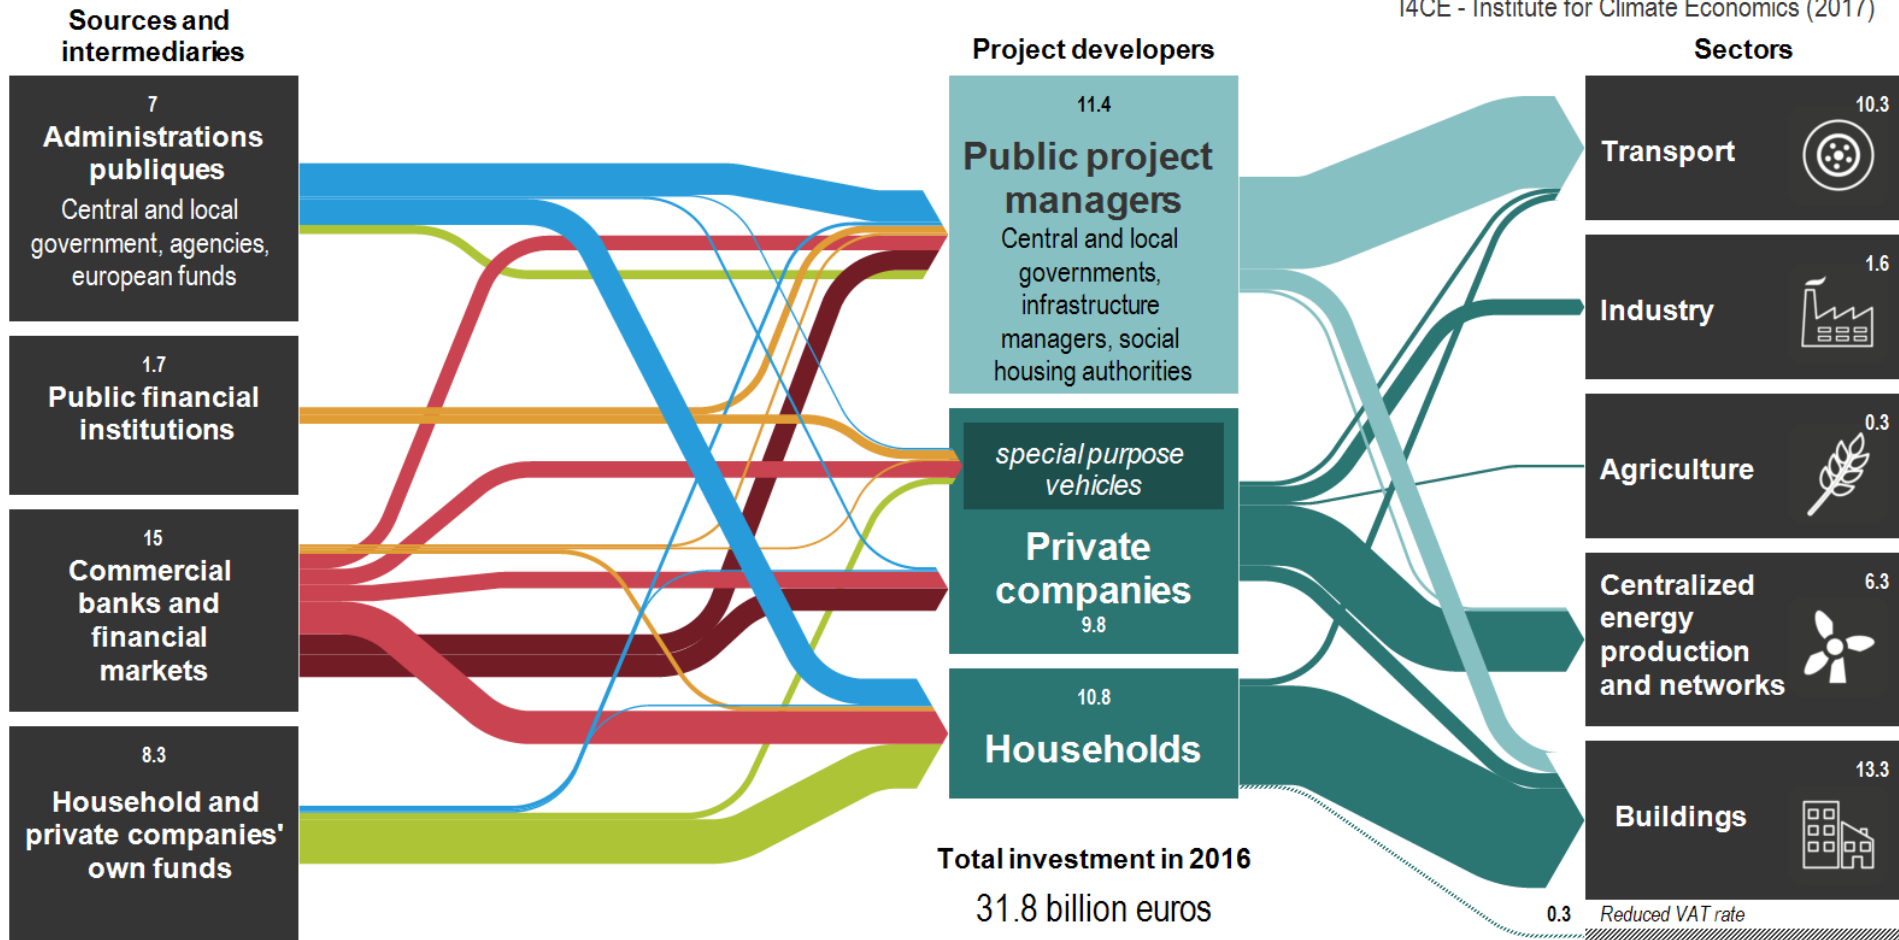 I4CE - Institute for Climate Economics (2017)
Sources and
intermediaries
Project developers
Sectors
7
Administrations
publiques
Central and local
government, agencies,
european funds
1.7
Public financial
institutions
15
Commercial
banks and
financial
markets
8.3
Household and
private companies'
own funds
11.4
Public project
managers
Central and local
governments,
infrastructure
managers, social
housing authorities
special purpose
vehicles
Private
companies
9.8
10.8
Households
Total investment in 2016
31.8 billion euros
10.3
Transport
1.6
Industry
0.3
Agriculture
Centralized
6.3
energy
production
and networks
13.3
Buildings
0.3 Reduced VAT rate